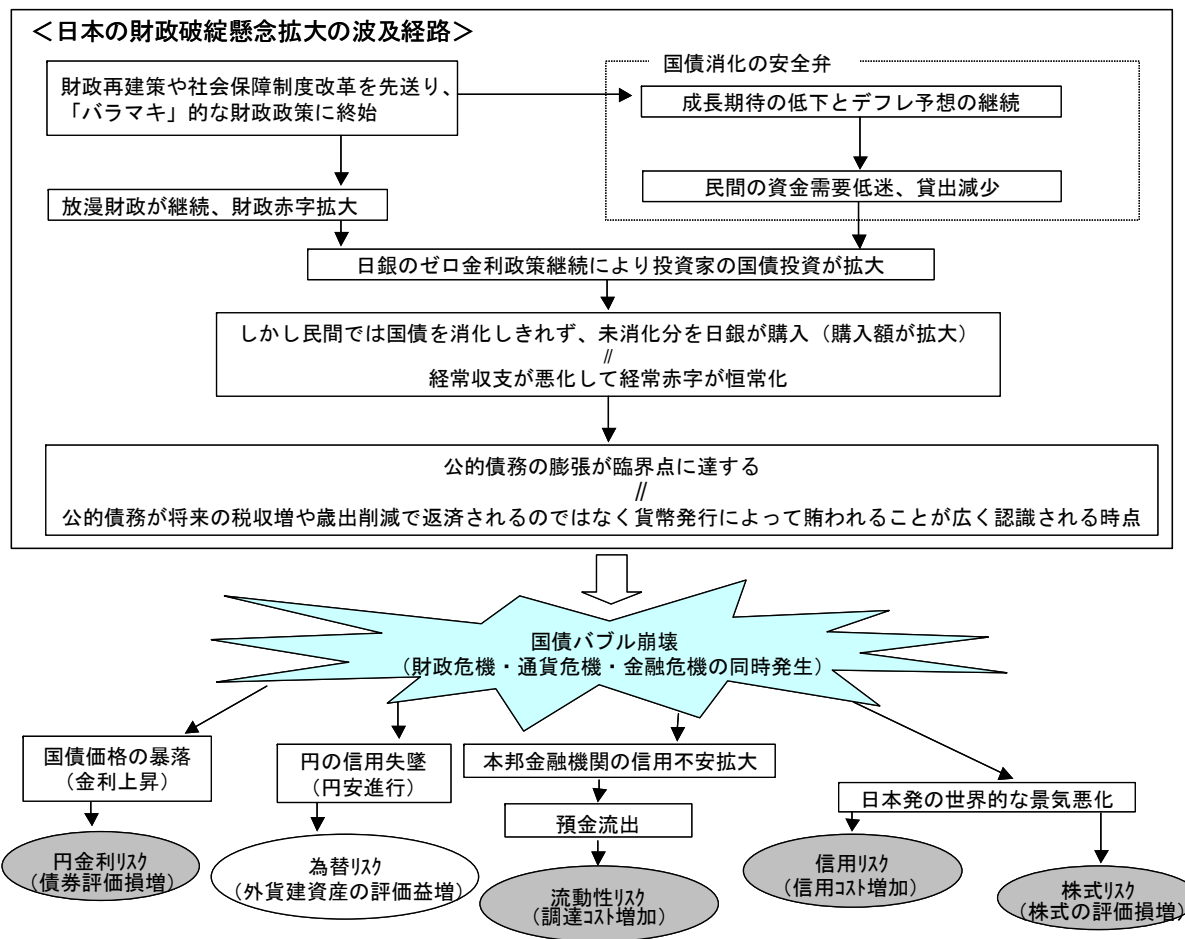 ＜日本の財政破綻懸念拡大の波及経路＞
財政再建策や社会保障制度改革を先送り、
「バラマキ」的な財政政策に終始
国債消化の安全弁
成長期待の低下とデフレ予想の継続
民間の資金需要低迷、貸出減少
放漫財政が継続、財政赤字拡大
日銀のゼロ金利政策継続により投資家の国債投資が拡大
しかし民間では国債を消化しきれず、未消化分を日銀が購入（購入額が拡大）
〃
経常収支が悪化して経常赤字が恒常化
公的債務の膨張が臨界点に達する
〃
公的債務が将来の税収増や歳出削減で返済されるのではなく貨幣発行によって賄われることが広く認識される時点
国債バブル崩壊
（財政危機・通貨危機・金融危機の同時発生）
国債価格の暴落
（金利上昇）
円の信用失墜
（円安進行）
本邦金融機関の信用不安拡大
日本発の世界的な景気悪化
預金流出
円金利ﾘｽｸ
（債券評価損増）
為替ﾘｽｸ
（外貨建資産の評価益増）
流動性ﾘｽｸ
（調達ｺｽﾄ増加）
信用ﾘｽｸ
（信用ｺｽﾄ増加）
株式ﾘｽｸ
（株式の評価損増）